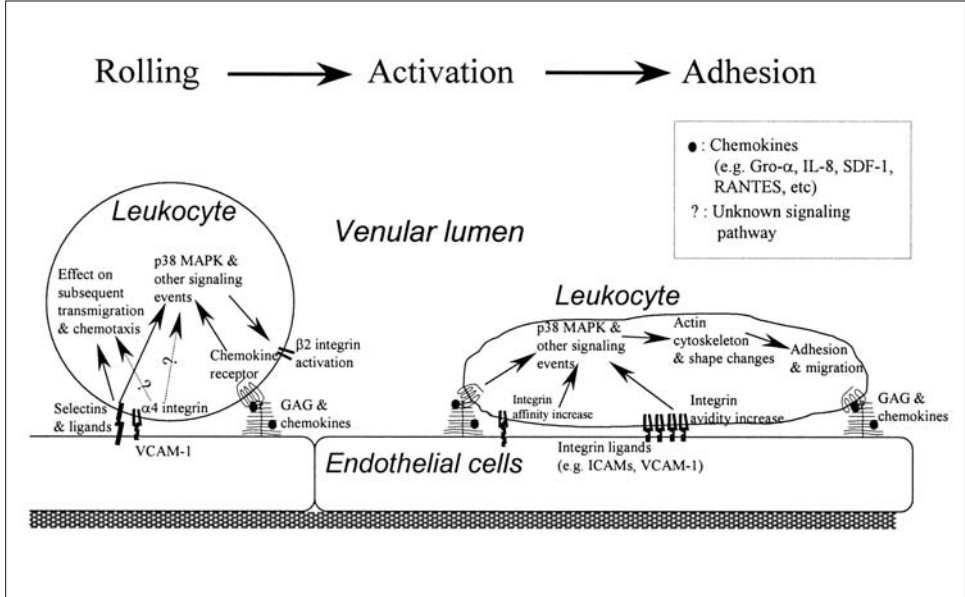 Rolling
Activation
Adhesion
● : Chemokines
(e.g. Gro-α, IL-8, SDF-1,
RANTES, etc)
? : Unknown signaling
pathway
Leukocyte
Venular lumen
Effect on
subsequent
transmigration
& chemotaxis
p38 MAPK &
other signaling
events
β2 integrin
activation
Chemokine
receptor
?
?
Selectins
& ligands
α4 integrin
GAG &
chemokines
VCAM-1
Leukocyte
p38 MAPK &
other signaling
events
Actin
cytoskeleton
& shape changes
Adhesion
& migration
Integrin
affinity increase
Integrin
avidity increase
GAG &
chemokines
Endothelial cells
Integrin ligands
(e.g. ICAMs, VCAM-1)